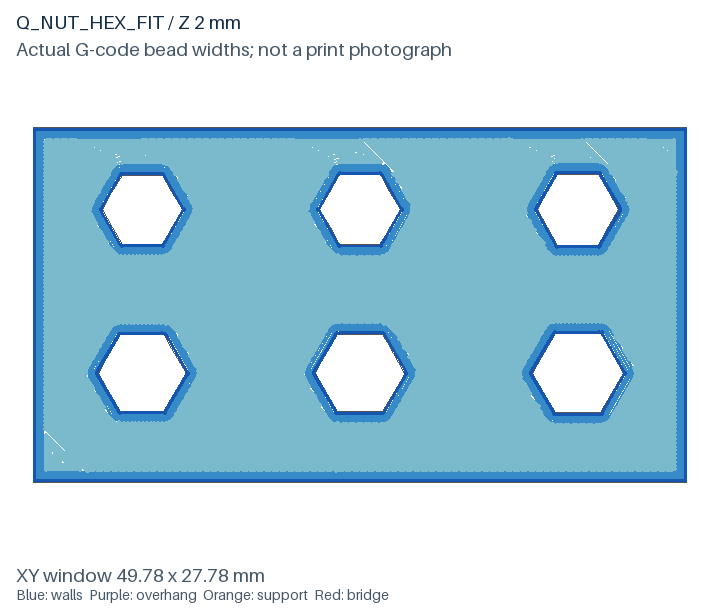 Q_NUT_HEX_FIT / Z 2 mm
Actual G-code bead widths; not a print photograph
XY window 49.78 x 27.78 mm
Blue: walls  Purple: overhang  Orange: support  Red: bridge